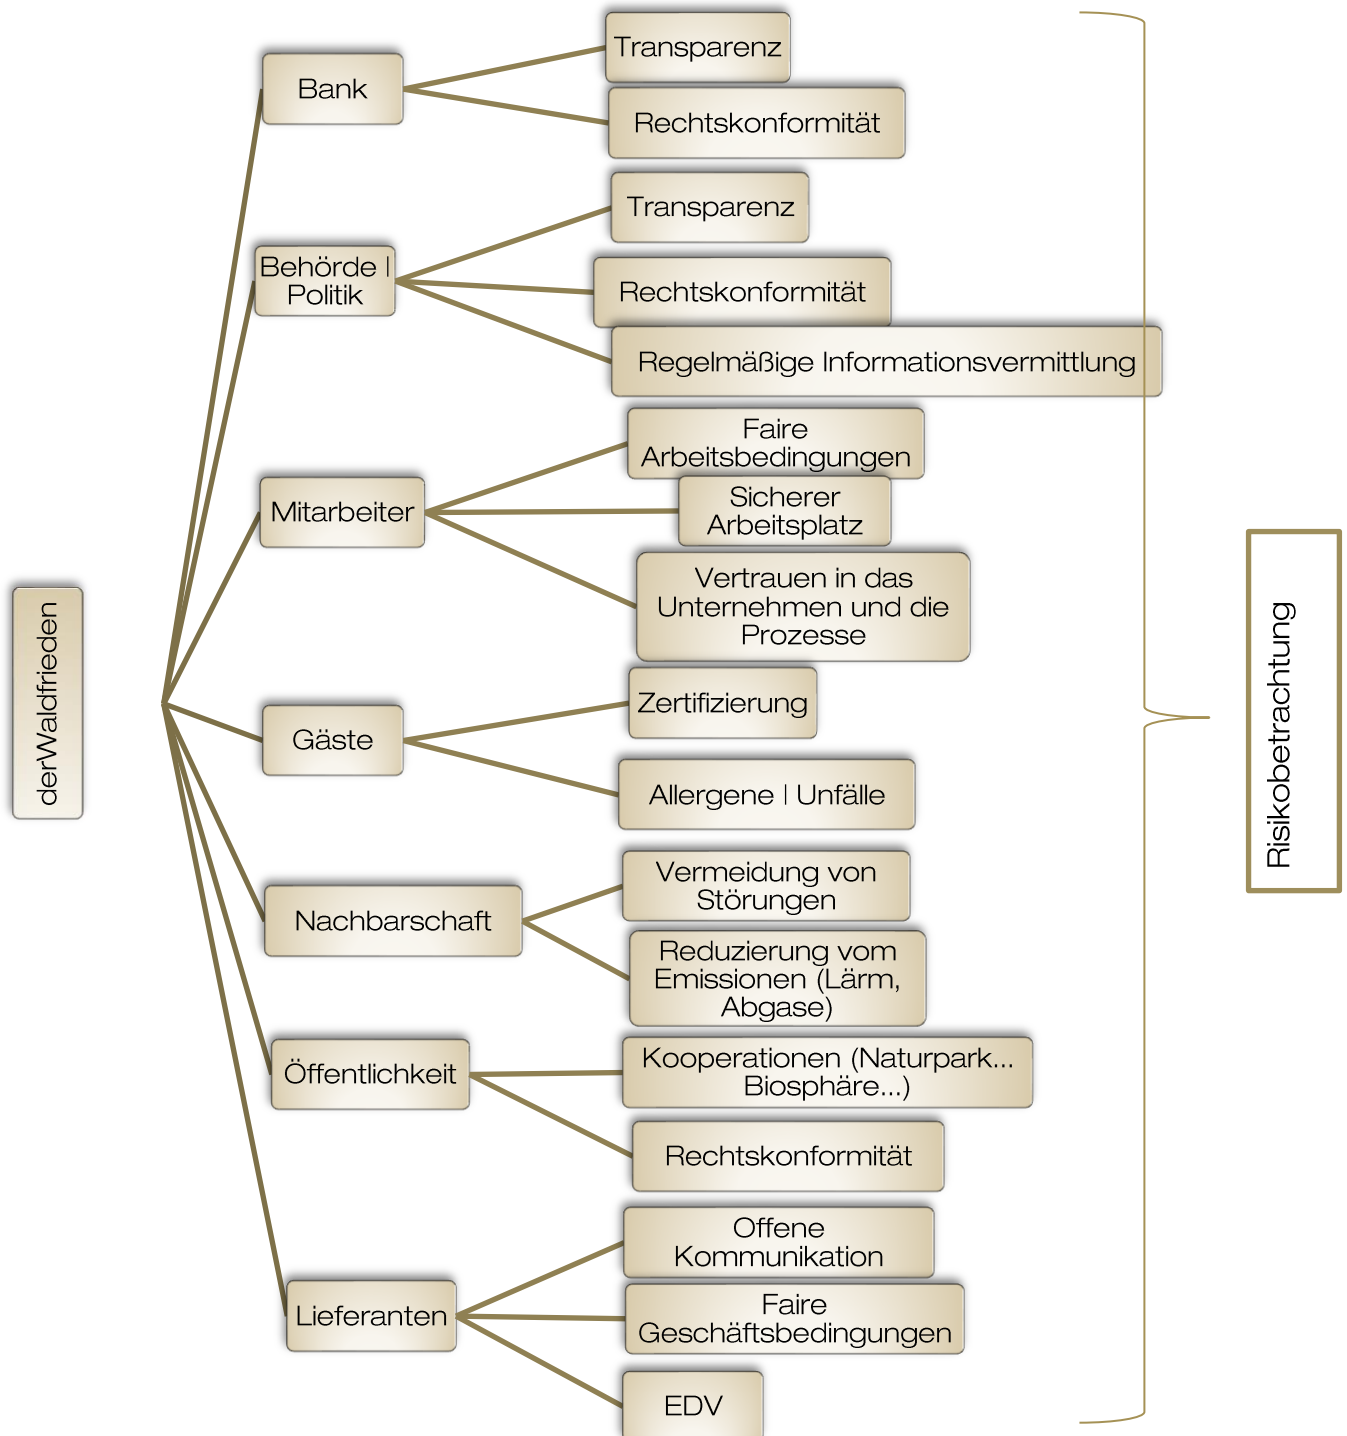 derWaldfrieden
Bank
Transparenz
Rechtskonformität
Behörde |
Politik
Transparenz
Rechtskonformität
Regelmäßige Informationsvermittlung
Mitarbeiter
Faire
Arbeitsbedingungen
Sicherer
Arbeitsplatz
Vertrauen in das
Unternehmen und die
Prozesse
Gäste
Zertifizierung
Allergene | Unfälle
Nachbarschaft
Vermeidung von
Störungen
Reduzierung vom
Emissionen (Lärm,
Abgase)
Öffentlichkeit
Kooperationen (Naturpark...
Biosphäre...)
Rechtskonformität
Lieferanten
Offene
Kommunikation
Faire
Geschäftsbedingungen
EDV
Risikobetrachtung